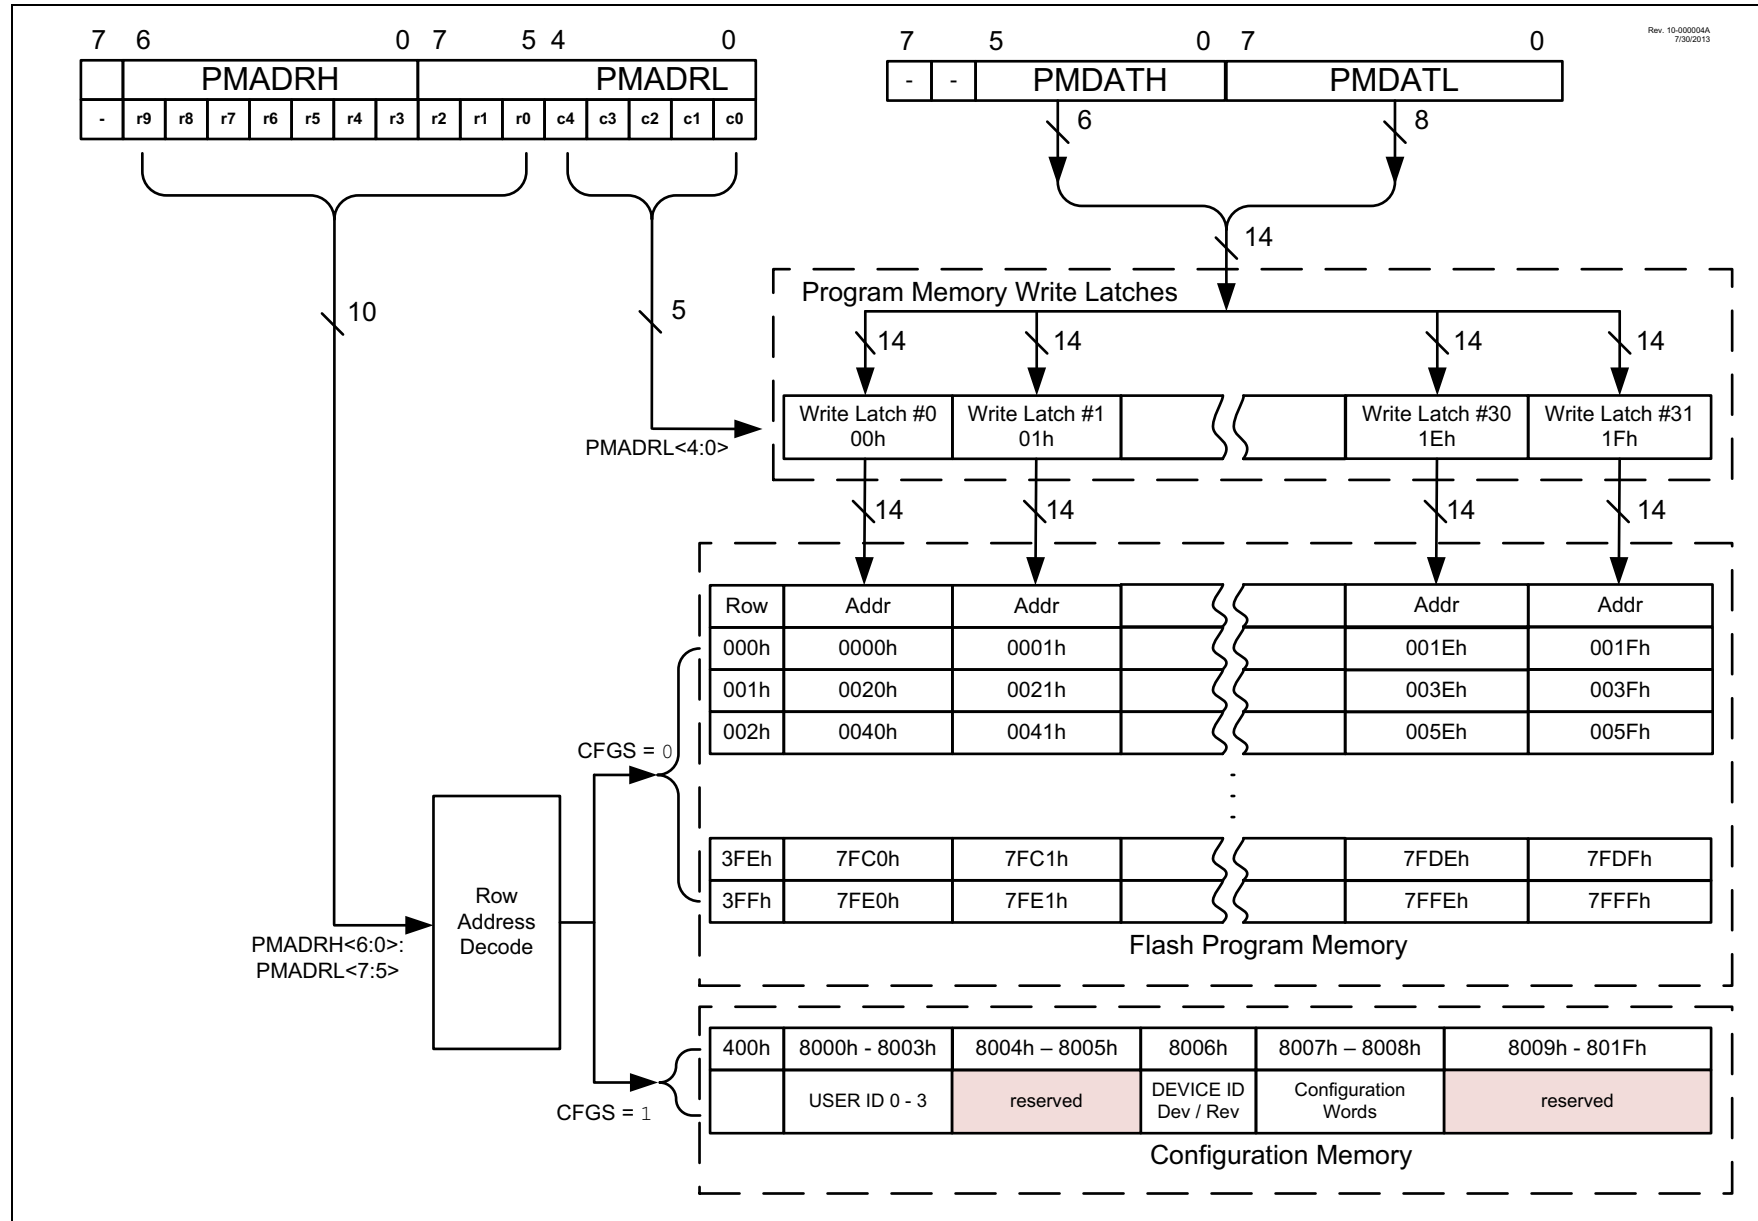 Rev. 10-000004A
7/30/2013
7 6 0 7 5 4 0
7 5 0 7 0
PMADRH PMADRL
- - PMDATH PMDATL
- r9 r8 r7 r6 r5 r4 r3 r2 r1 r0 c4 c3 c2 c1 c0
6 8
14
10 5
Program Memory Write Latches
14 14 14 14
Write Latch #0 Write Latch #1 Write Latch #30 Write Latch #31
00h 01h 1Eh 1Fh
PMADRL<4:0>
14 14 14 14
Row Addr Addr Addr Addr
000h 0000h 0001h 001Eh 001Fh
001h 0020h 0021h 003Eh 003Fh
002h 0040h 0041h 005Eh 005Fh
CFGS = 0
3FEh 7FC0h 7FC1h 7FDEh 7FDFh
3FFh 7FE0h 7FE1h 7FFEh 7FFFh
Row
Address
Decode
PMADRH<6:0>:
PMADRL<7:5>
Flash Program Memory
400h 8000h - 8003h 8004h – 8005h 8006h 8007h – 8008h 8009h - 801Fh
USER ID 0 - 3 reserved DEVICE ID Configuration reserved
Dev / Rev Words
CFGS = 1
Configuration Memory